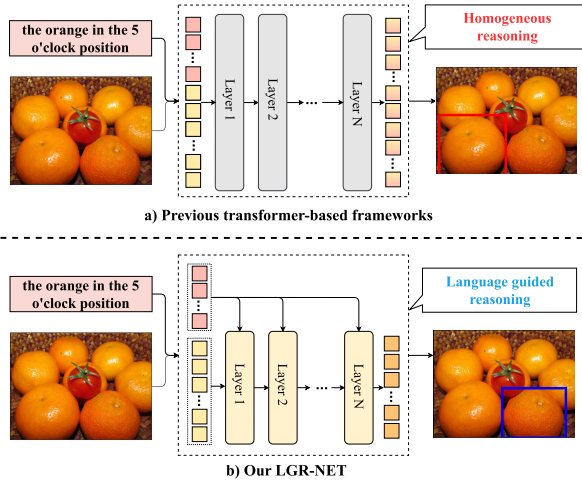 the orange in the 5
o'clock position
Layer 1
Layer 2
Layer N
Homogeneous
reasoning
a) Previous transformer-based frameworks
the orange in the 5
o'clock position
Layer 1
Layer 2
Layer N
Language guided
reasoning
b) Our LGR-NET